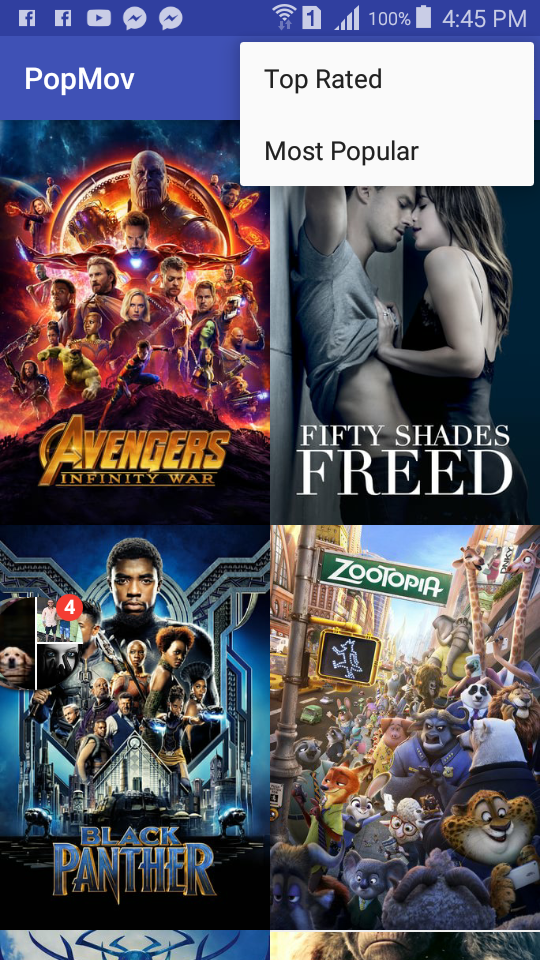 1 100% 4:45 PM
PopMov
Top Rated
Most Popular
AVENGERS
INFINITY WAR
FIFTY SHADES
FREED
4
BLACK
PANTHER
ZOOTOPIA